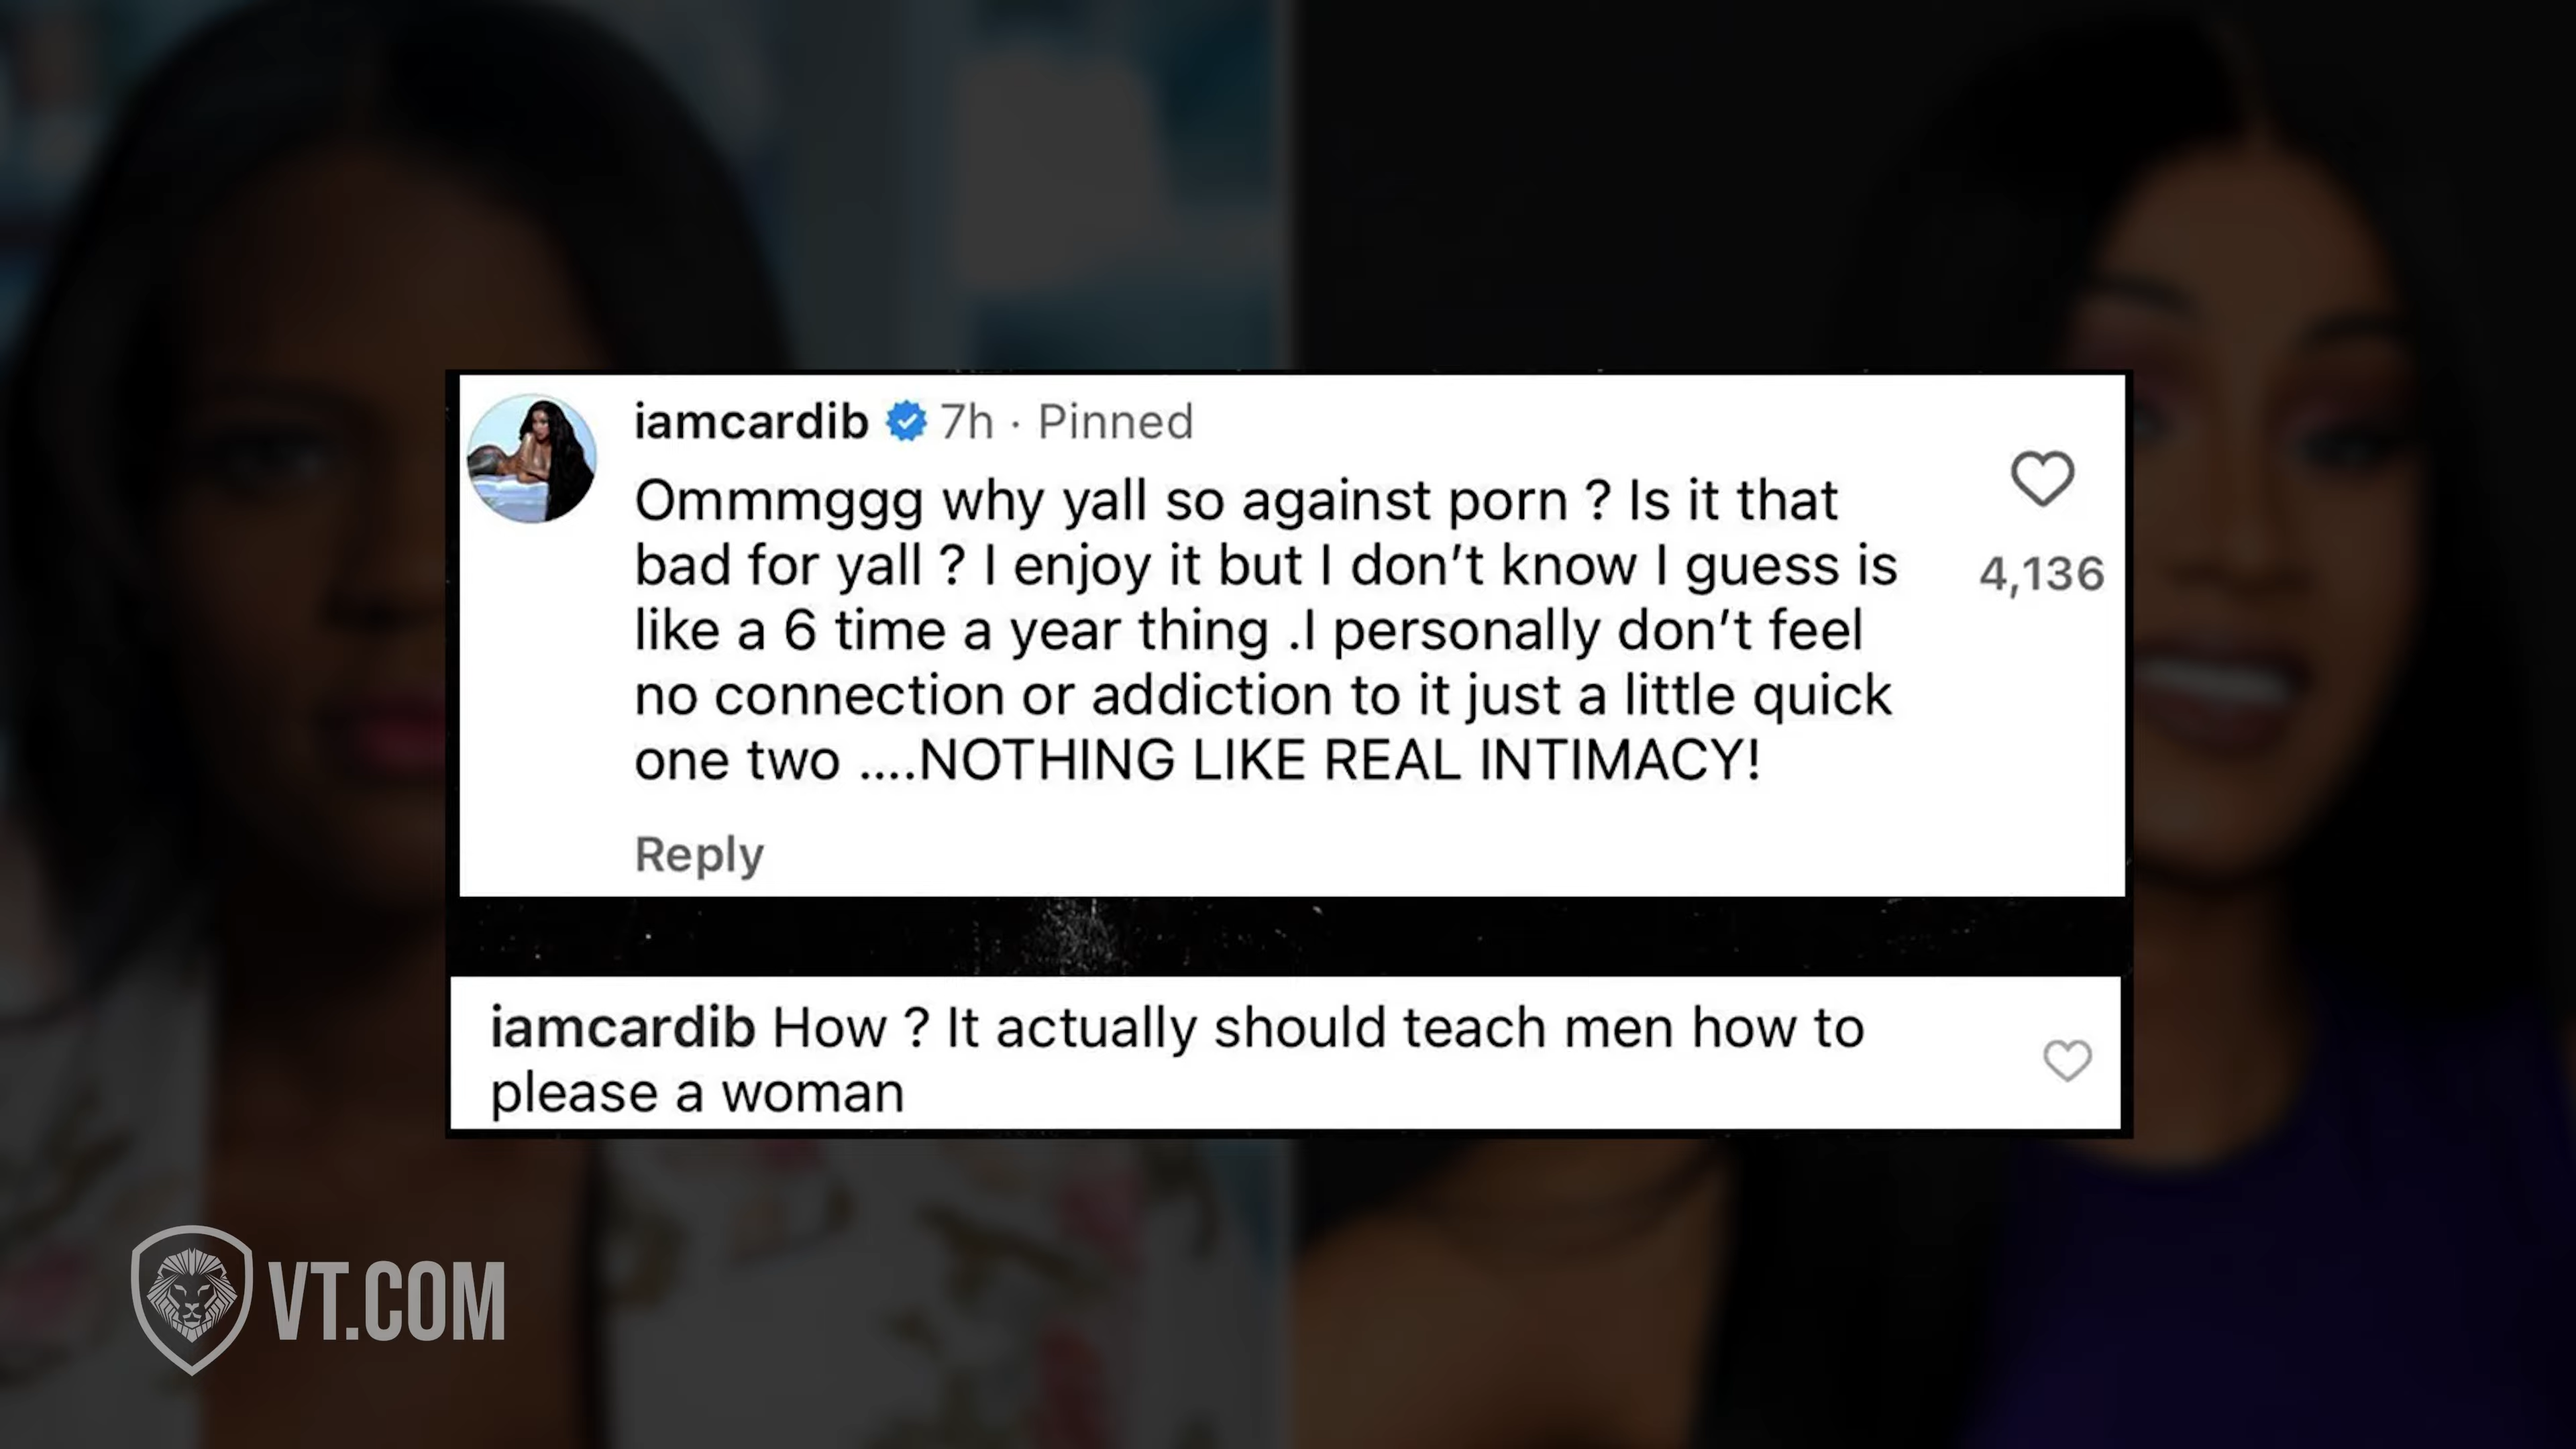 iamcardib 7h · Pinned
Ommmggg why yall so against porn ? Is it that
bad for yall ? I enjoy it but I don’t know I guess is
like a 6 time a year thing .I personally don’t feel
no connection or addiction to it just a little quick
one two ....NOTHING LIKE REAL INTIMACY!
4,136
Reply
iamcardib How ? It actually should teach men how to
please a woman
VT.COM